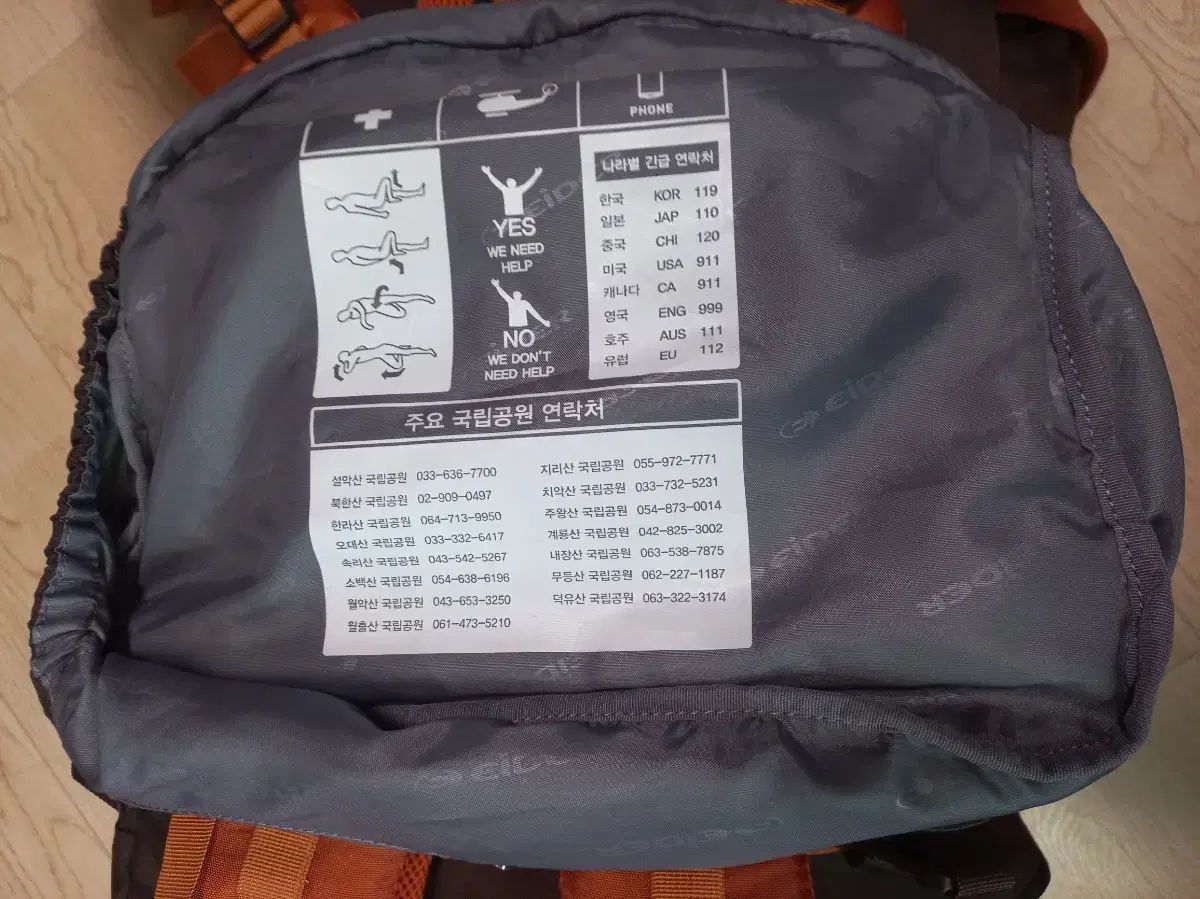 PHONE
나라별 긴급 연락처
한국 KOR 119
일본 JAP 110
중국 CHI 120
미국 USA 911
캐나다 CA 911
영국 ENG 999
호주 AUS 111
유럽 EU 112
YES
WE NEED
HELP
NO
WE DON'T
NEED HELP
주요 국립공원 연락처
설악산 국립공원 033-636-7700
북한산 국립공원 02-909-0497
한라산 국립공원 064-713-9950
오대산 국립공원 033-332-6417
속리산 국립공원 043-542-5267
소백산 국립공원 054-638-6196
월악산 국립공원 043-653-3250
월출산 국립공원 061-473-5210
지리산 국립공원 055-972-7771
치악산 국립공원 033-732-5231
주왕산 국립공원 054-873-0014
계룡산 국립공원 042-825-3002
내장산 국립공원 063-538-7875
무등산 국립공원 062-227-1187
덕유산 국립공원 063-322-3174